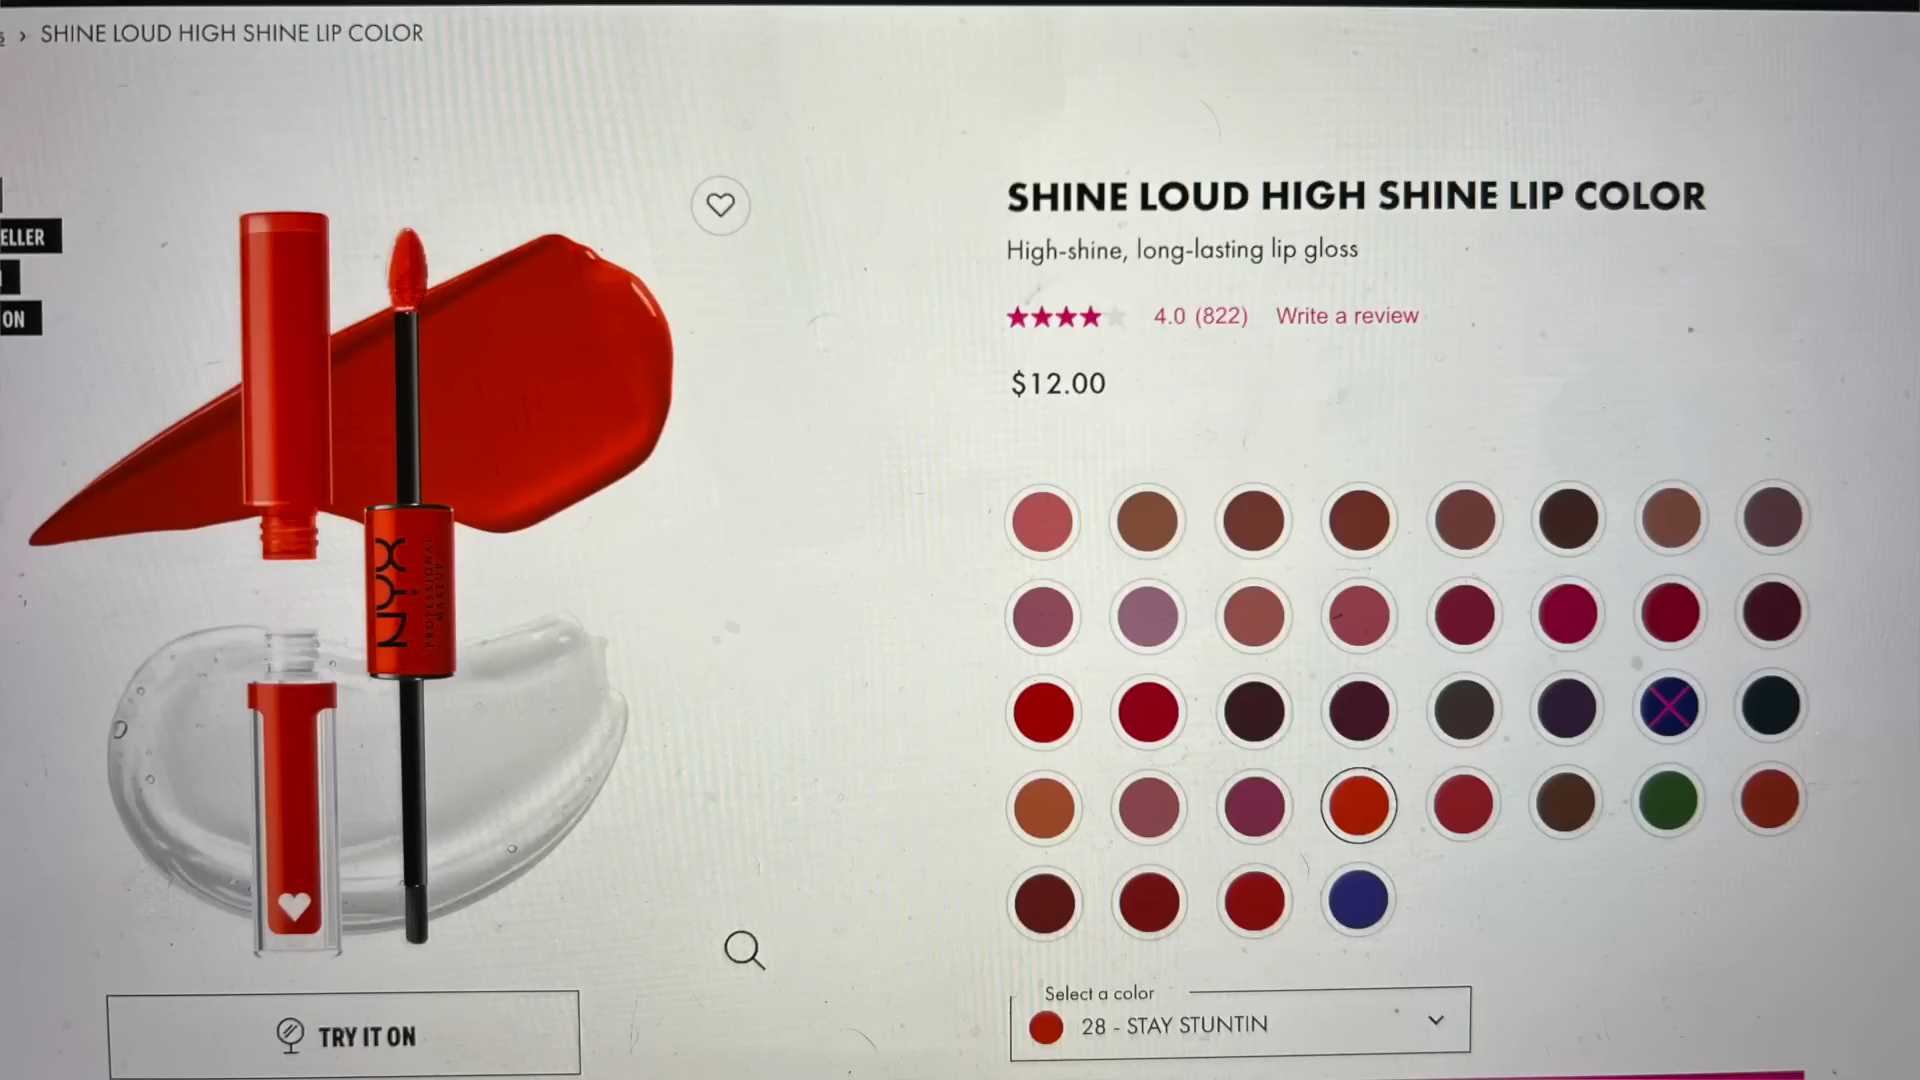 › SHINE LOUD HIGH SHINE LIP COLOR
ELLER
ON
NYX
PROFESSIONAL
MAKEUP
TRY IT ON
SHINE LOUD HIGH SHINE LIP COLOR
High-shine, long-lasting lip gloss
4.0 (822) Write a review
$12.00
Select a color
28 - STAY STUNTIN